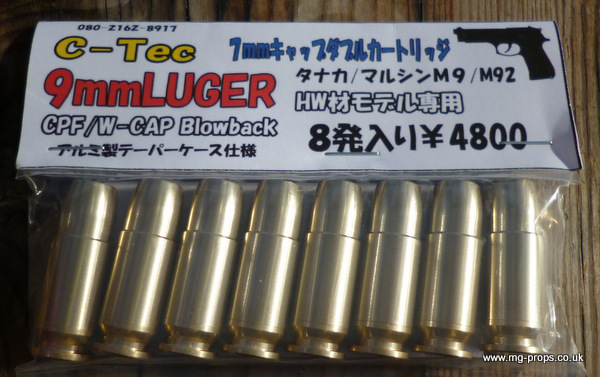 080-Z16Z-8917
C-Tec
7mmキャップダブルカートリッジ
9mmLUGER
タナカ/マルシンM9/M92
HW材モデル専用
CPF/W-CAP Blowback
アルミ製テーパーケース仕様
8発入り¥4800
www.mg-props.co.uk